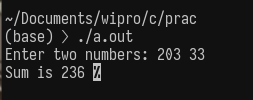 ~/Documents/wipro/c/prac
(base) > ./a.out
Enter two numbers: 203 33
Sum is 236 %